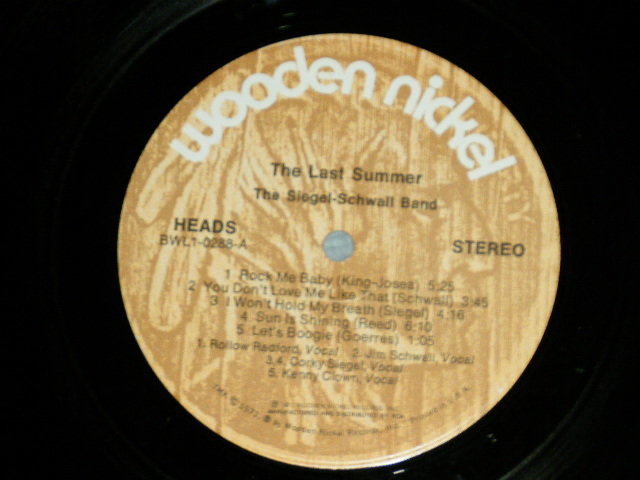 wooden nickel
The Last Summer
The Siegel-Schwall Band
HEADS
BWL1-0288-A
STEREO
1 Rock Me Baby (King-Josea) 5:25
2 You Don't Love Me Like That (Schwall) 3:45
3 I Won't Hold My Breath (Siegel) 4:16
4 Sun Is Shining (Reed) 6:10
5. Let's Boogie (Goerres) 1:05
1. Rollow Radford, Vocal 2. Jim Schwall, Vocal
3,4. Corky Siegel, Vocal
5. Kenny Clown, Vocal